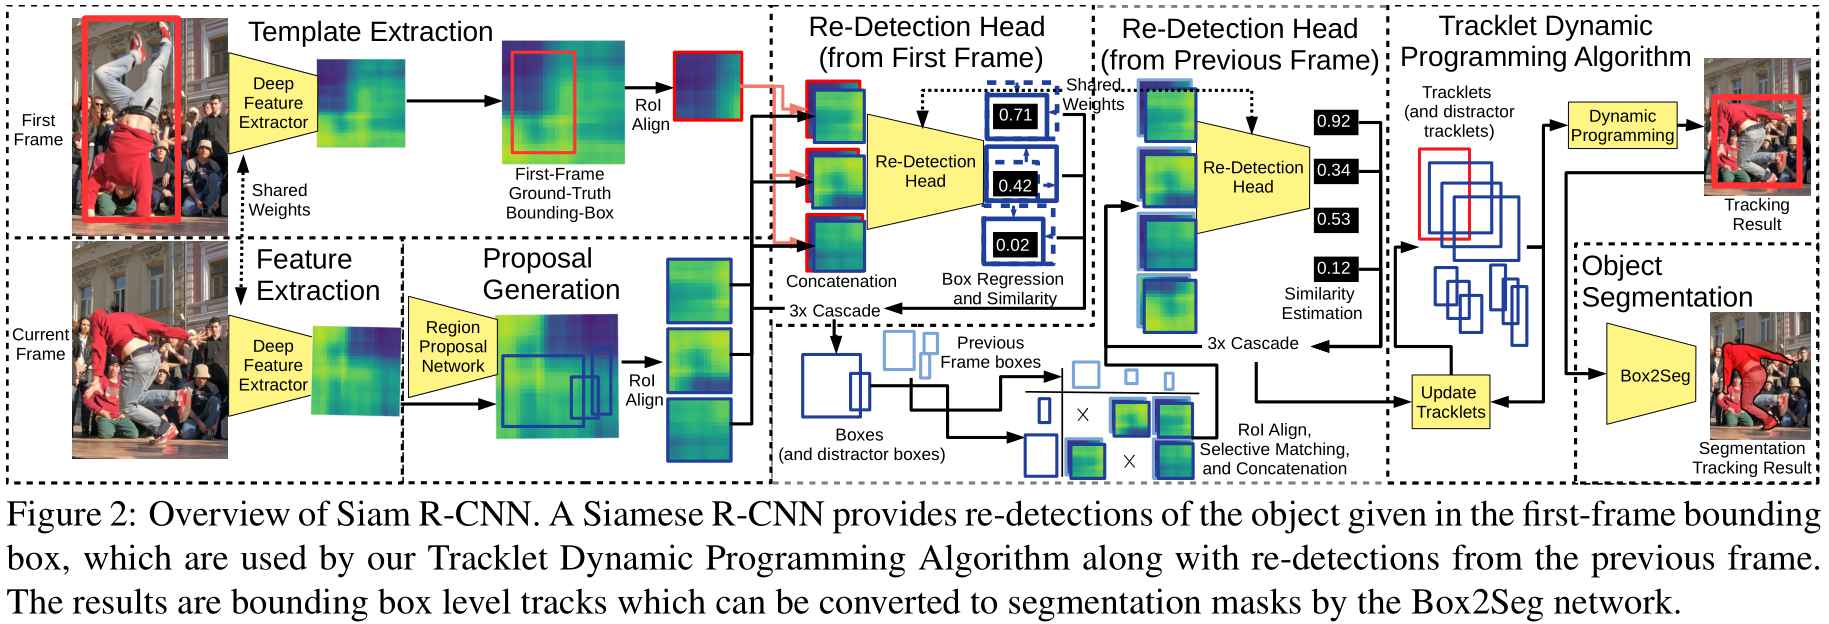 Template Extraction
First
Frame
Deep
Feature
Extractor
RoI
Align
First-Frame
Ground-Truth
Bounding-Box
Shared
Weights
Current
Frame
Feature
Extraction
Deep
Feature
Extractor
Proposal
Generation
Region
Proposal
Network
RoI
Align
Re-Detection Head
(from First Frame)
Re-Detection
Head
0.71
0.42
0.02
Concatenation
Box Regression
and Similarity
3x Cascade
Shared
Weights
Re-Detection Head
(from Previous Frame)
Re-Detection
Head
0.92
0.34
0.53
0.12
Similarity
Estimation
3x Cascade
Previous
Frame boxes
Boxes
(and distractor boxes)
X
X
RoI Align,
Selective Matching,
and Concatenation
Tracklet Dynamic
Programming Algorithm
Tracklets
(and distractor
tracklets)
Dynamic
Programming
Tracking
Result
Update
Tracklets
Object
Segmentation
Box2Seg
Segmentation
Tracking Result
Figure 2: Overview of Siam R-CNN. A Siamese R-CNN provides re-detections of the object given in the first-frame bounding
box, which are used by our Tracklet Dynamic Programming Algorithm along with re-detections from the previous frame.
The results are bounding box level tracks which can be converted to segmentation masks by the Box2Seg network.